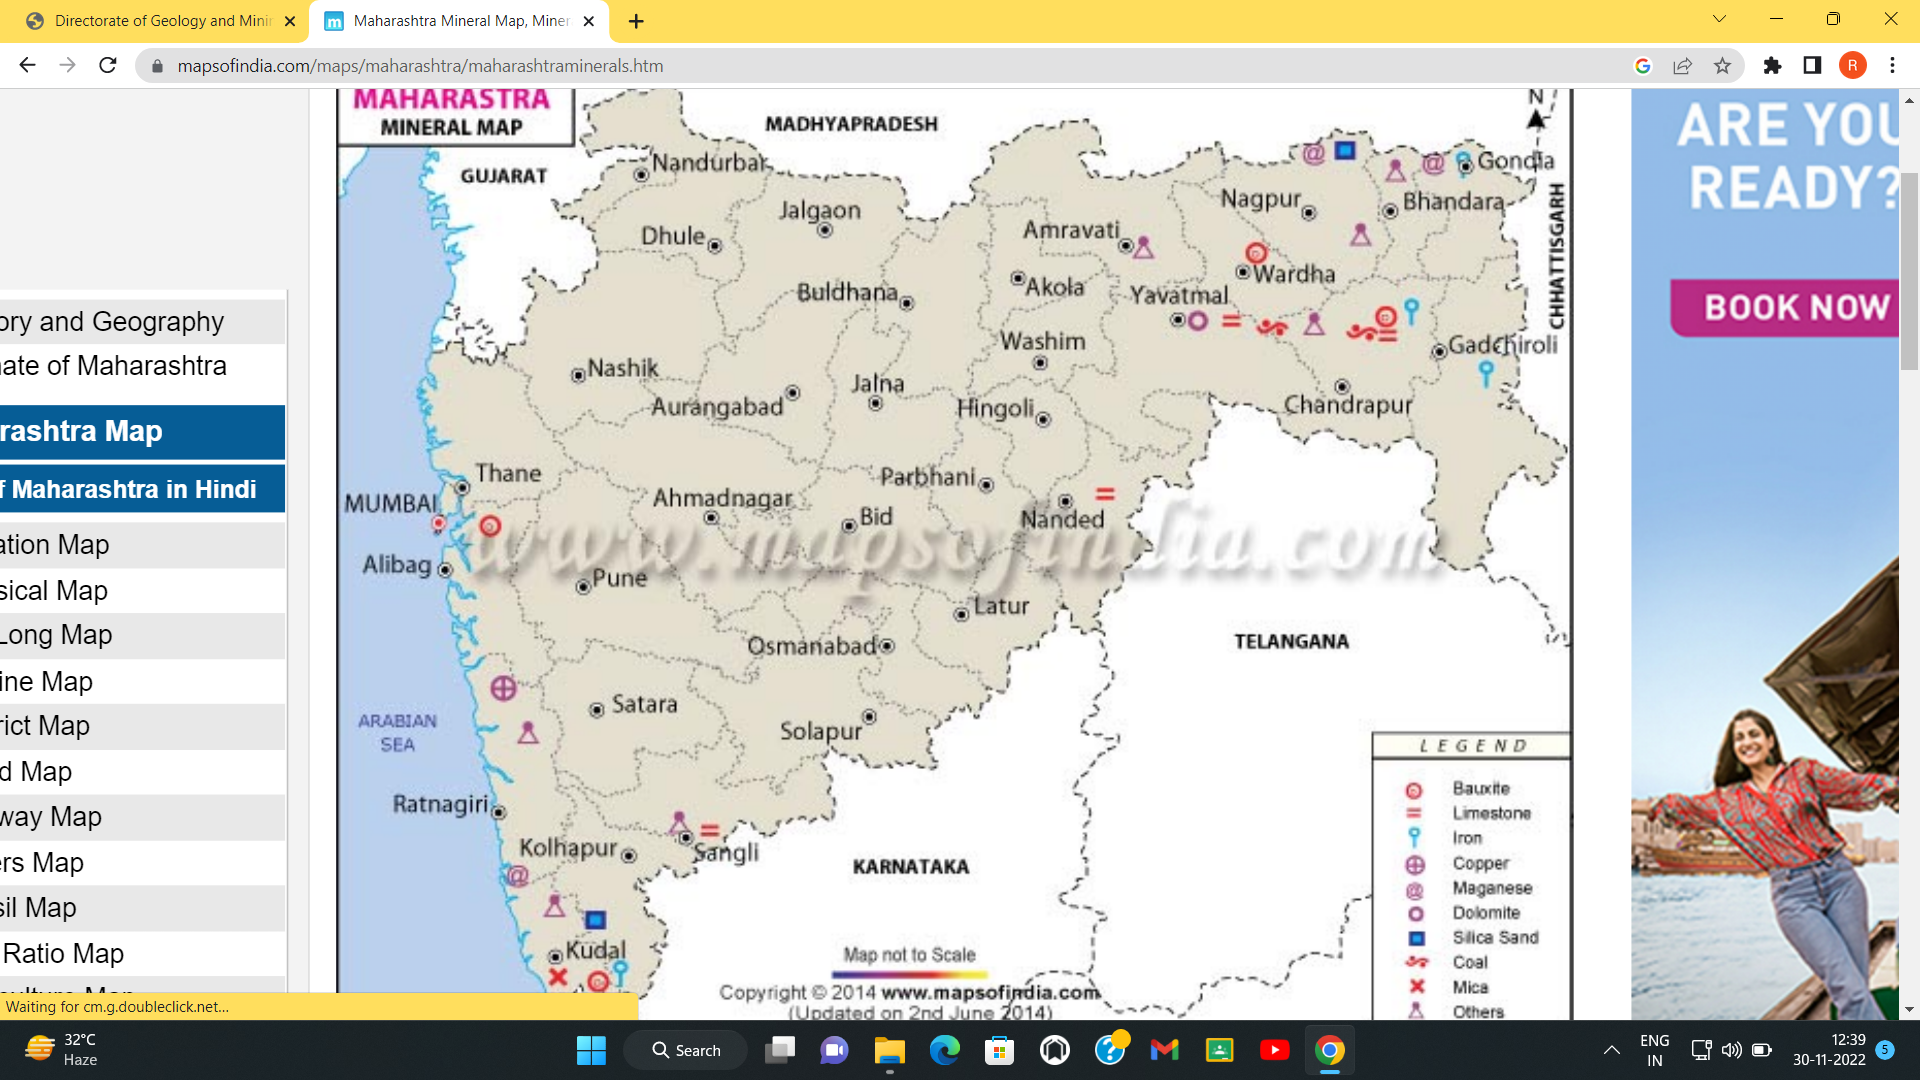 Directorate of Geology and Mini
Maharashtra Mineral Map, Miner
mapsofindia.com/maps/maharashtra/maharashtraminerals.htm
R
MAHARASTRA
MINERAL MAP
MADHYAPRADESH
N
GUJARAT
Nandurbar
Gondia
Jalgaon
Nagpur
Bhandara
CHHATTISGARH
Dhule
Amravati
Wardha
Buldhana
Akola
Yavatmal
Washim
Gadchiroli
Nashik
Jalna
Aurangabad
Hingoli
Chandrapur
Thane
Parbhani
MUMBAI
Ahmadnagar
Bid
Nanded
www.mapsofindia.com
Alibag
Pune
Latur
Osmanabad
TELANGANA
Satara
ARABIAN
SEA
Solapur
Ratnagiri
Kolhapur
Sangli
KARNATAKA
Kudal
Map not to Scale
Copyright © 2014 www.mapsofindia.com
(Updated on 2nd June 2014)
LEGEND
Bauxite
Limestone
Iron
Copper
Maganese
Dolomite
Silica Sand
Coal
Mica
Others
ory and Geography
ate of Maharashtra
rashtra Map
f Maharashtra in Hindi
ation Map
sical Map
Long Map
ine Map
rict Map
d Map
way Map
ers Map
sil Map
Ratio Map
ARE YOU
READY?
BOOK NOW
Waiting for cm.g.doubleclick.net...
32°C
Haze
Search
ENG
IN
12:39
30-11-2022
5